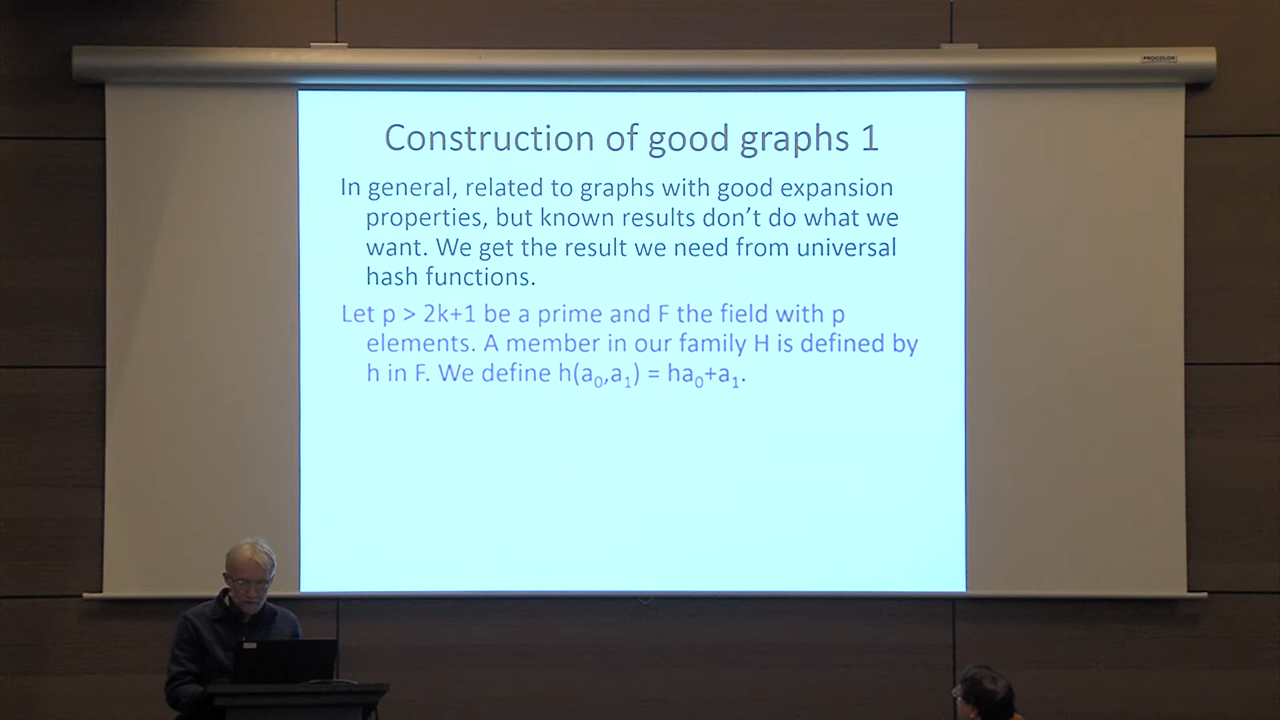 PROCOLOR
Construction of good graphs 1
In general, related to graphs with good expansion
properties, but known results don’t do what we
want. We get the result we need from universal
hash functions.
Let p > 2k+1 be a prime and F the field with p
elements. A member in our family H is defined by
h in F. We define h(a₀,a₁) = ha₀+a₁.